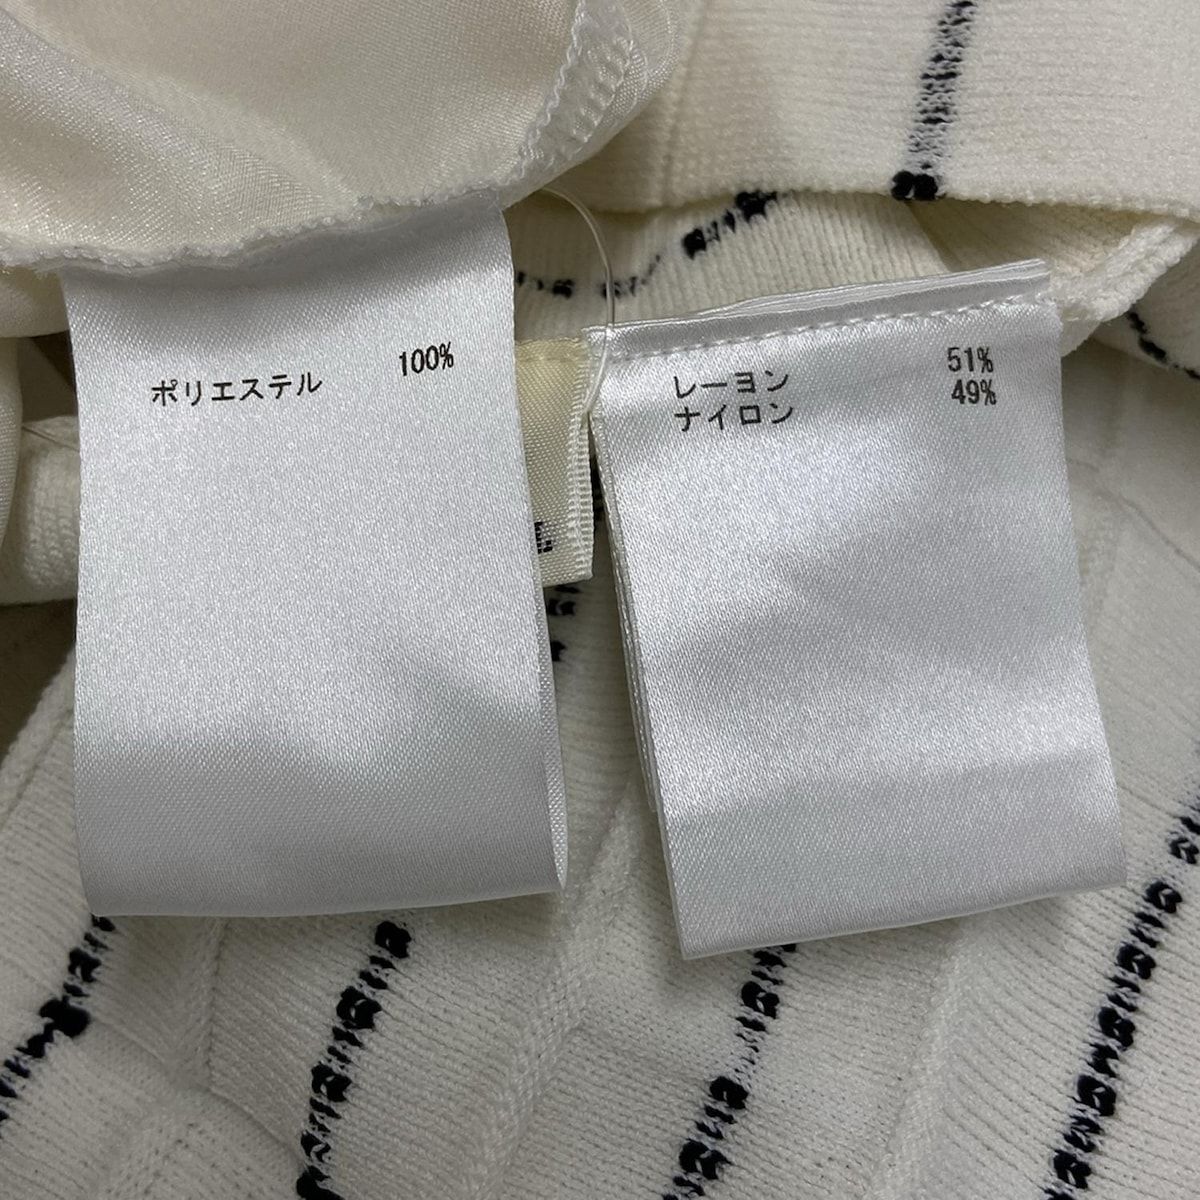 ポリエステル 100%
レーヨン 51%
ナイロン 49%